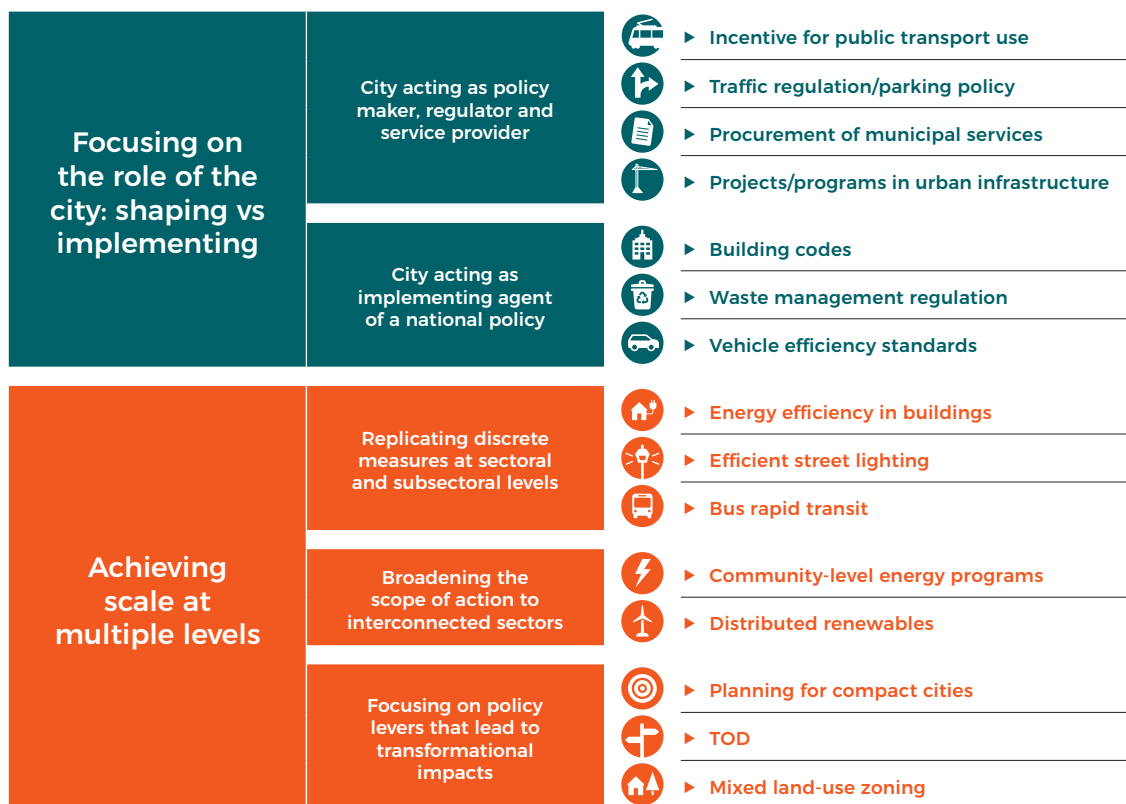 Focusing on
the role of the
city: shaping vs
implementing
City acting as policy
maker, regulator and
service provider
Incentive for public transport use
Traffic regulation/parking policy
Procurement of municipal services
Projects/programs in urban infrastructure
City acting as
implementing agent
of a national policy
Building codes
Waste management regulation
Vehicle efficiency standards
Achieving
scale at
multiple levels
Replicating discrete
measures at sectoral
and subsectoral levels
Energy efficiency in buildings
Efficient street lighting
Bus rapid transit
Broadening the
scope of action to
interconnected sectors
Community-level energy programs
Distributed renewables
Focusing on policy
levers that lead to
transformational
impacts
Planning for compact cities
TOD
Mixed land-use zoning